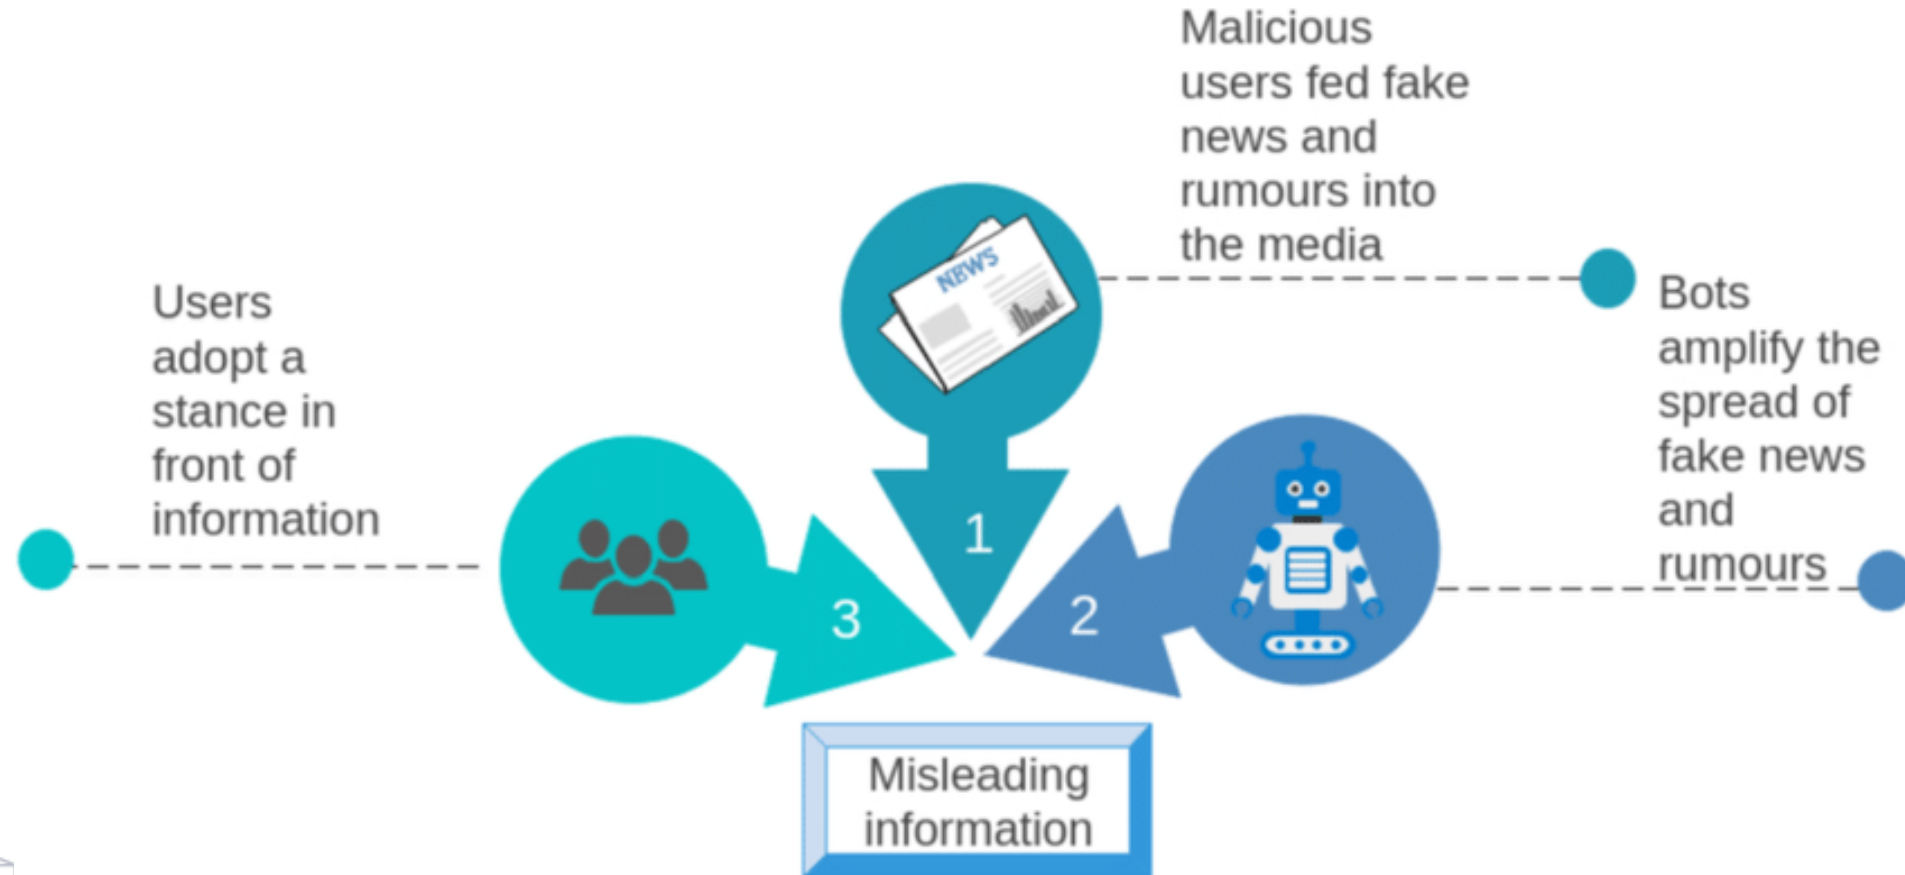 Malicious
users fed fake
news and
rumours into
the media
Users
adopt a
stance in
front of
information
Bots
amplify the
spread of
fake news
and
rumours
NEWS
1
2
3
Misleading
information